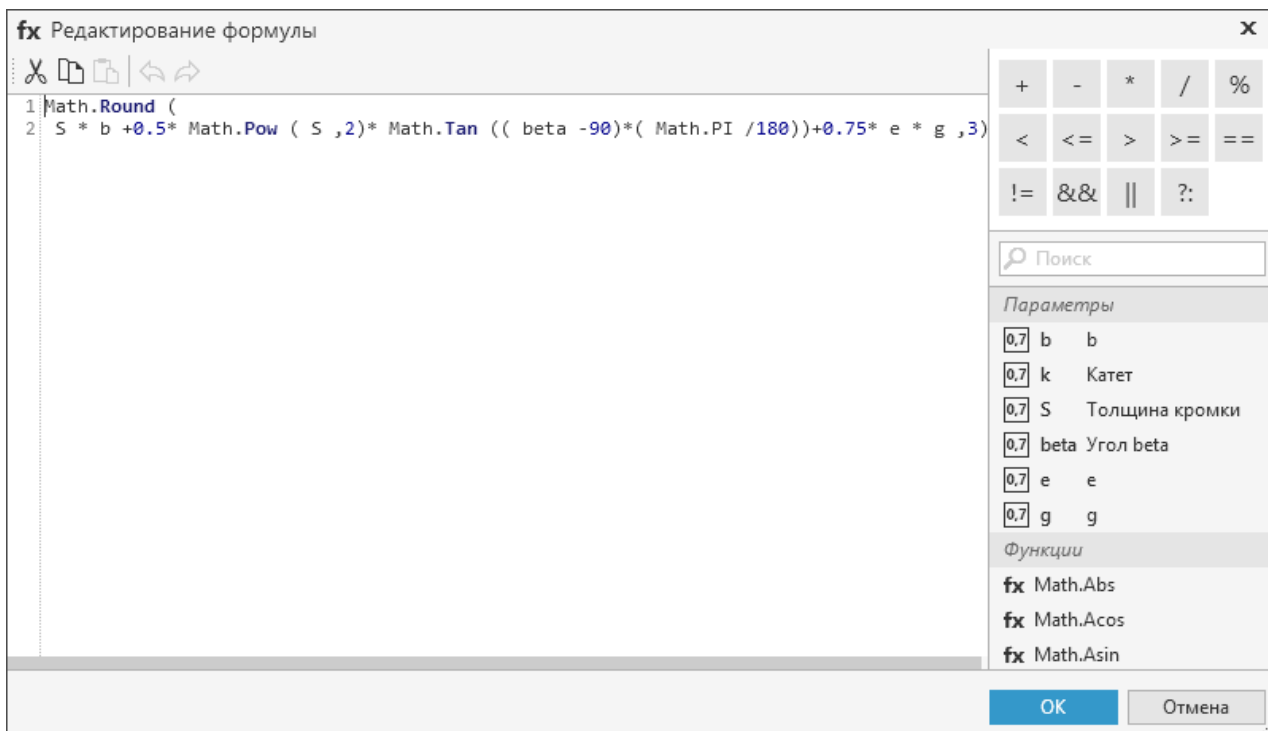 fx Редактирование формулы x
1 Math.Round (
2 S * b +0.5* Math.Pow ( S ,2)* Math.Tan (( beta -90)*( Math.PI /180))+0.75* e * g ,3)
+ - * / %
< <= > >= ==
!= && || ?:
Поиск
Параметры
0,7 b b
0,7 k Катет
0,7 S Толщина кромки
0,7 beta Угол beta
0,7 e e
0,7 g g
Функции
fx Math.Abs
fx Math.Acos
fx Math.Asin
ОК Отмена